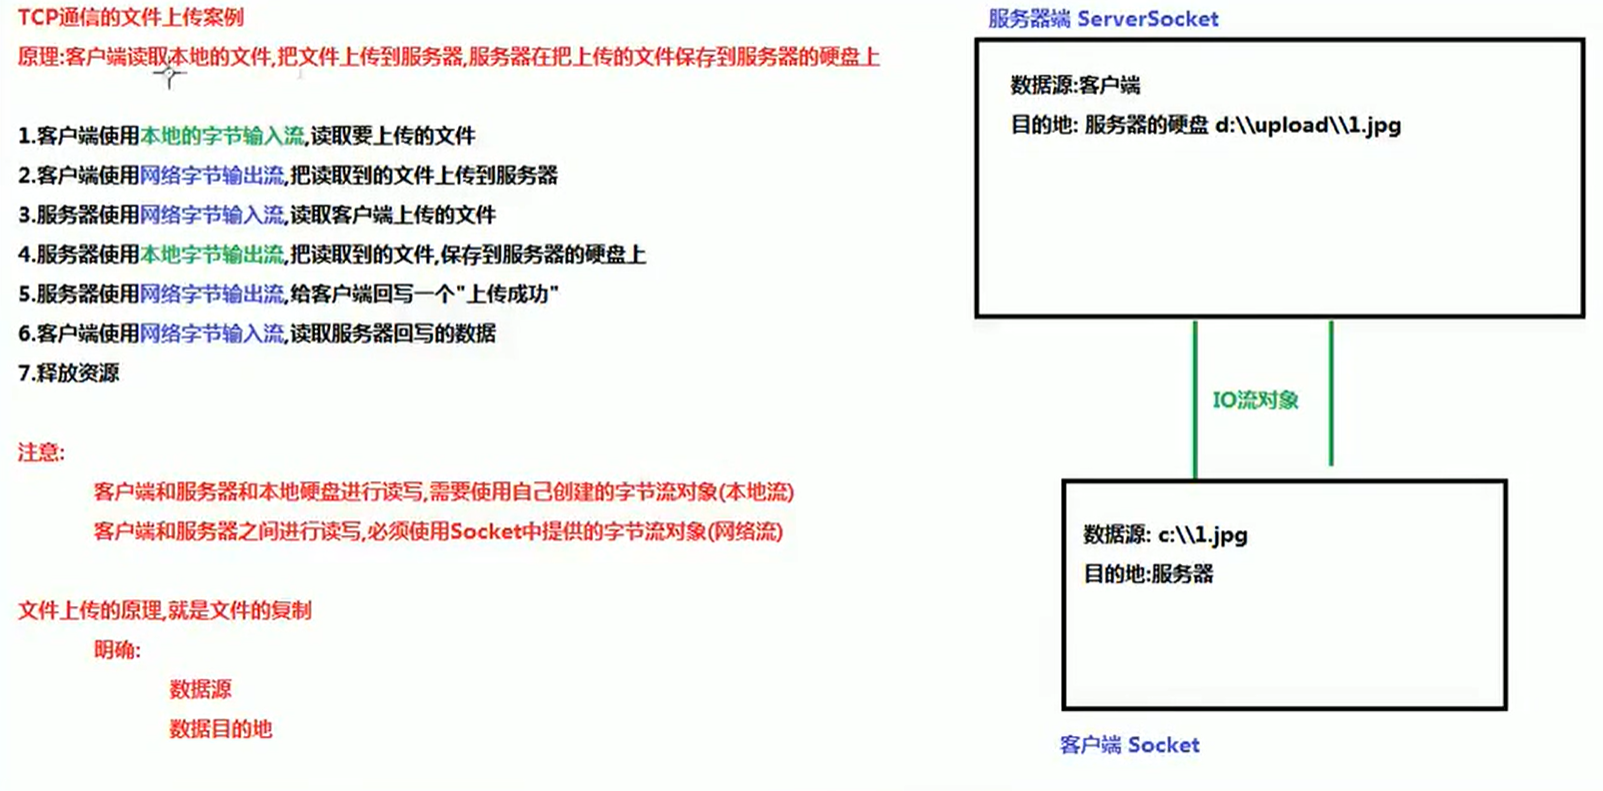 TCP通信的文件上传案例
原理:客户端读取本地的文件,把文件上传到服务器,服务器在把上传的文件保存到服务器的硬盘上
1.客户端使用本地的字节输入流,读取要上传的文件
2.客户端使用网络字节输出流,把读取到的文件上传到服务器
3.服务器使用网络字节输入流,读取客户端上传的文件
4.服务器使用本地字节输出流,把读取到的文件,保存到服务器的硬盘上
5.服务器使用网络字节输出流,给客户端回写一个"上传成功"
6.客户端使用网络字节输入流,读取服务器回写的数据
7.释放资源
注意:
客户端和服务器和本地硬盘进行读写,需要使用自己创建的字节流对象(本地流)
客户端和服务器之间进行读写,必须使用Socket中提供的字节流对象(网络流)
文件上传的原理,就是文件的复制
明确:
数据源
数据目的地
服务器端 ServerSocket
数据源:客户端
目的地: 服务器的硬盘 d:\\upload\\1.jpg
IO流对象
数据源: c:\\1.jpg
目的地:服务器
客户端 Socket